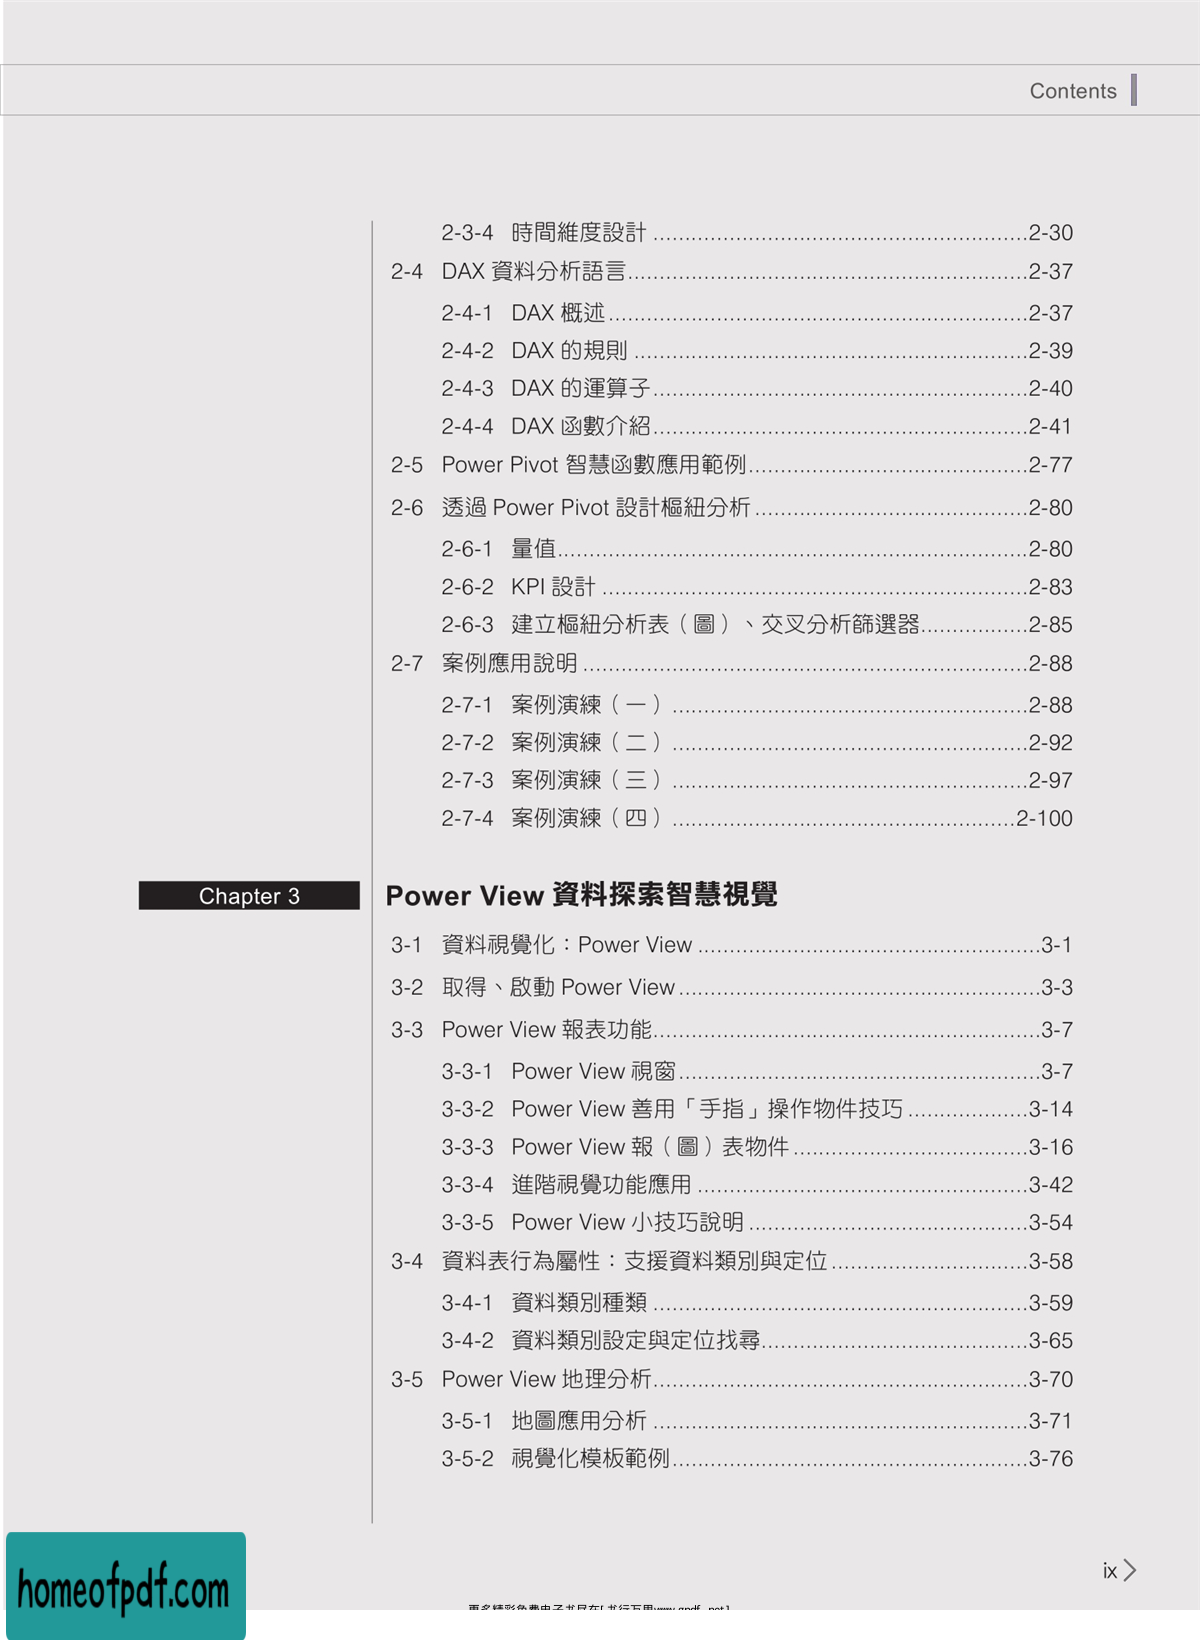 Contents
2-3-4 時間維度設計 ........ 2-30
2-4 DAX 資料分析語言 ........ 2-37
2-4-1 DAX 概述 ........ 2-37
2-4-2 DAX 的規則 ........ 2-39
2-4-3 DAX 的運算子 ........ 2-40
2-4-4 DAX 函數介紹 ........ 2-41
2-5 Power Pivot 智慧函數應用範例 ........ 2-77
2-6 透過 Power Pivot 設計樞紐分析 ........ 2-80
2-6-1 量值 ........ 2-80
2-6-2 KPI 設計 ........ 2-83
2-6-3 建立樞紐分析表（圖）、交叉分析篩選器 ........ 2-85
2-7 案例應用說明 ........ 2-88
2-7-1 案例演練（一） ........ 2-88
2-7-2 案例演練（二） ........ 2-92
2-7-3 案例演練（三） ........ 2-97
2-7-4 案例演練（四） ........ 2-100
Chapter 3 Power View 資料探索智慧視覺
3-1 資料視覺化：Power View ........ 3-1
3-2 取得、啟動 Power View ........ 3-3
3-3 Power View 報表功能 ........ 3-7
3-3-1 Power View 視窗 ........ 3-7
3-3-2 Power View 善用「手指」操作物件技巧 ........ 3-14
3-3-3 Power View 報（圖）表物件 ........ 3-16
3-3-4 進階視覺功能應用 ........ 3-42
3-3-5 Power View 小技巧說明 ........ 3-54
3-4 資料表行為屬性：支援資料類別與定位 ........ 3-58
3-4-1 資料類別種類 ........ 3-59
3-4-2 資料類別設定與定位找尋 ........ 3-65
3-5 Power View 地理分析 ........ 3-70
3-5-1 地圖應用分析 ........ 3-71
3-5-2 視覺化模板範例 ........ 3-76
ix
homeofpdf.com